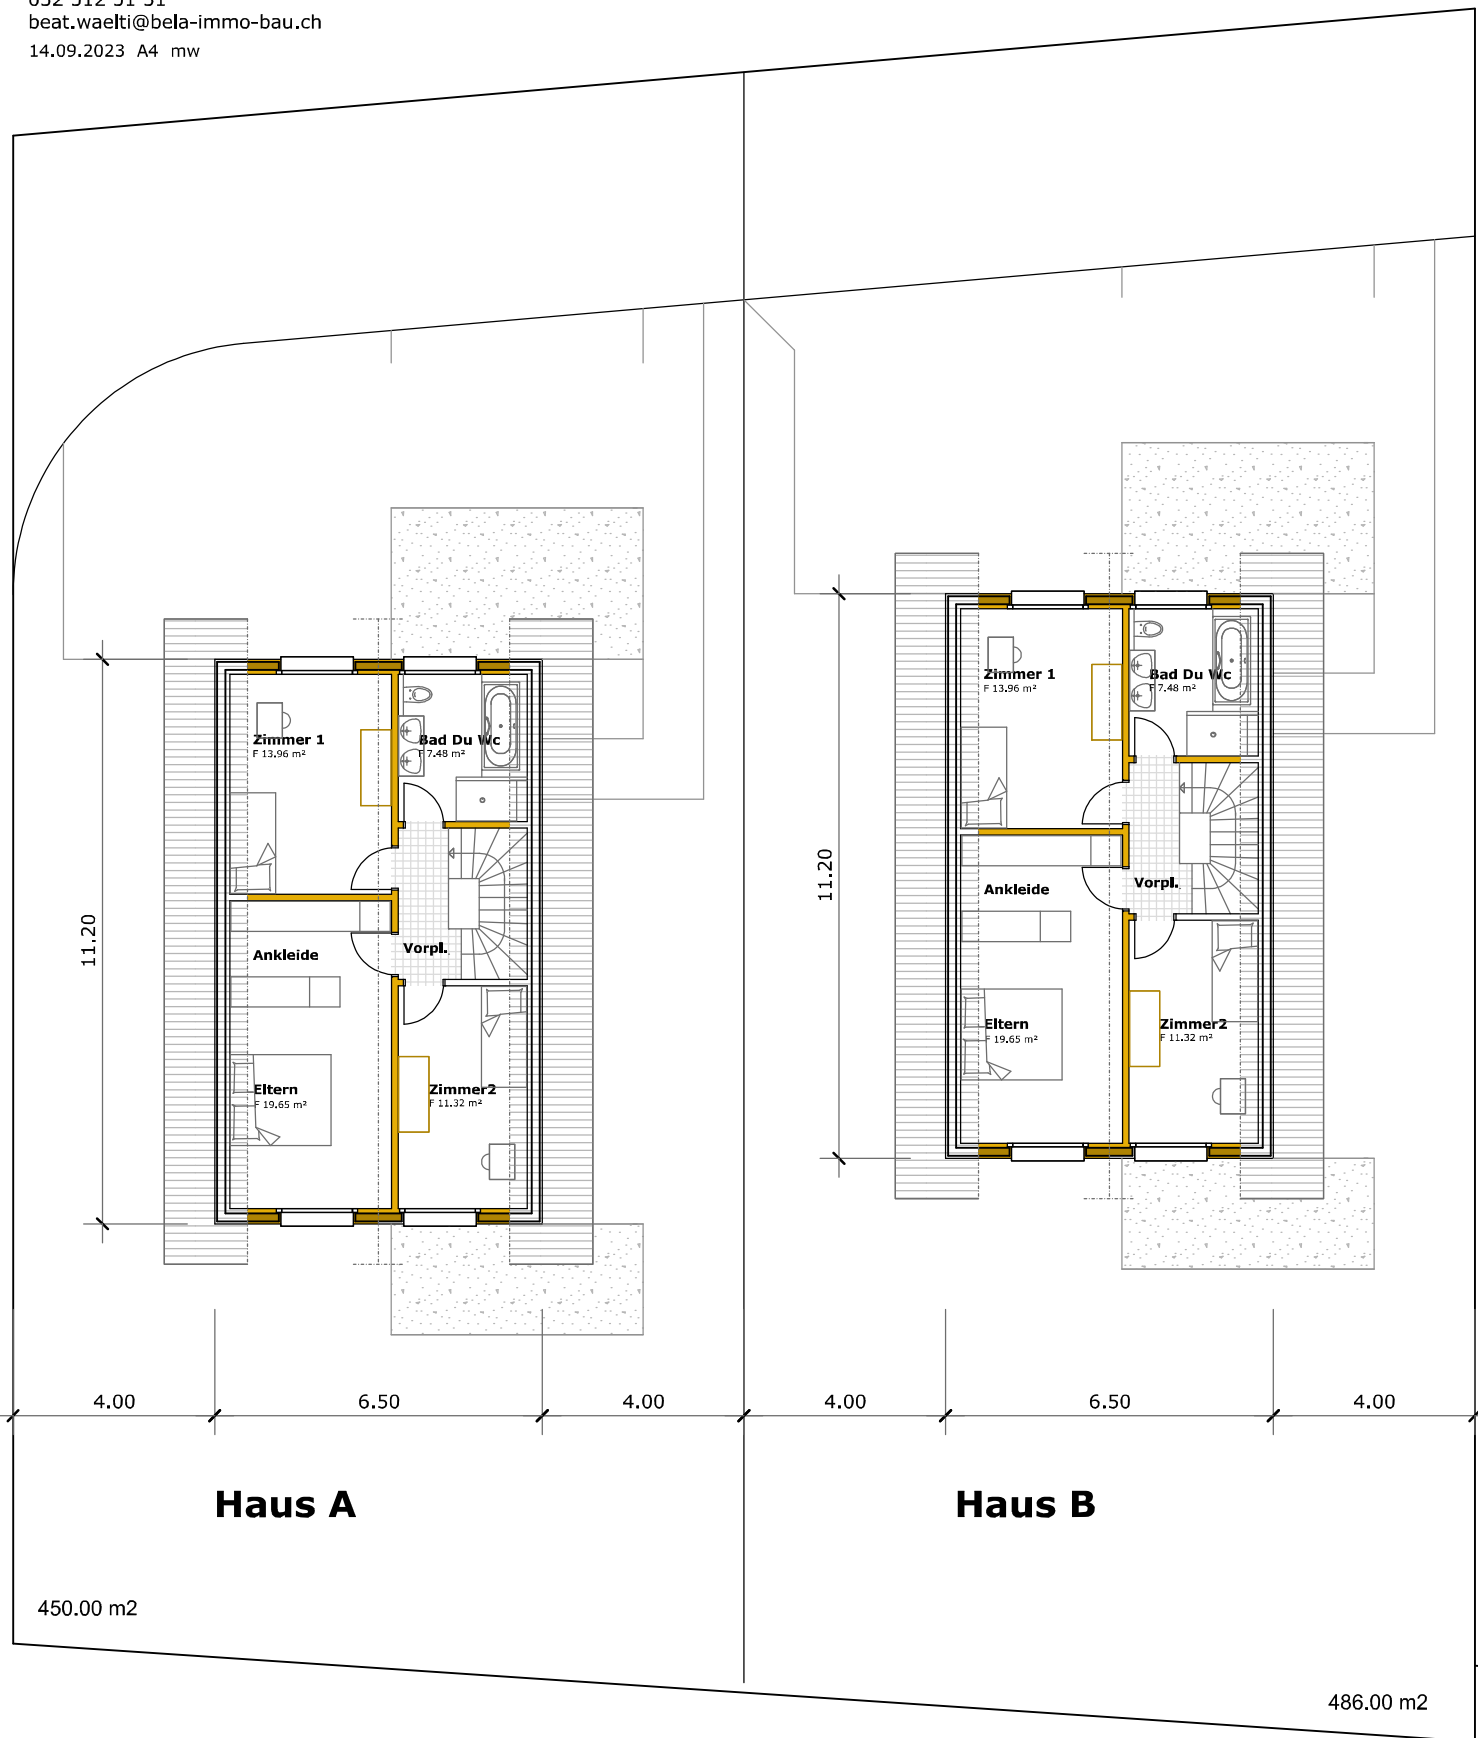 beat.waelti@bela-immo-bau.ch
14.09.2023 A4 mw
Zimmer 1
F 13.96 m²
Bad Du Wc
F 7.48 m²
Ankleide
Vorpl.
Eltern
F 19.65 m²
Zimmer2
F 11.32 m²
11.20
Zimmer 1
F 13.96 m²
Bad Du Wc
F 7.48 m²
Ankleide
Vorpl.
Eltern
F 19.65 m²
Zimmer2
F 11.32 m²
11.20
4.00
6.50
4.00
4.00
6.50
4.00
Haus A
Haus B
450.00 m2
486.00 m2